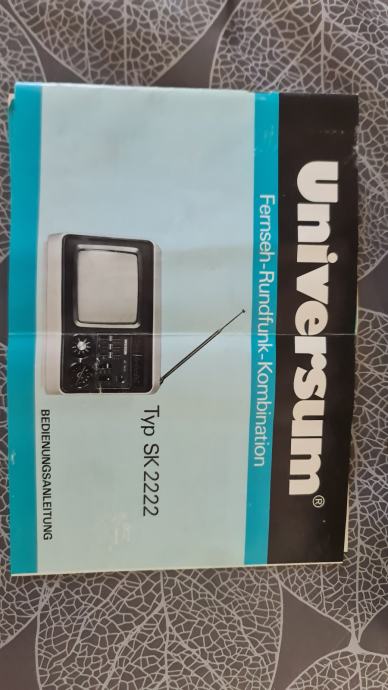 Universum®
Fernseh-Rundfunk-Kombination
Typ SK 2222
BEDIENUNGSANLEITUNG